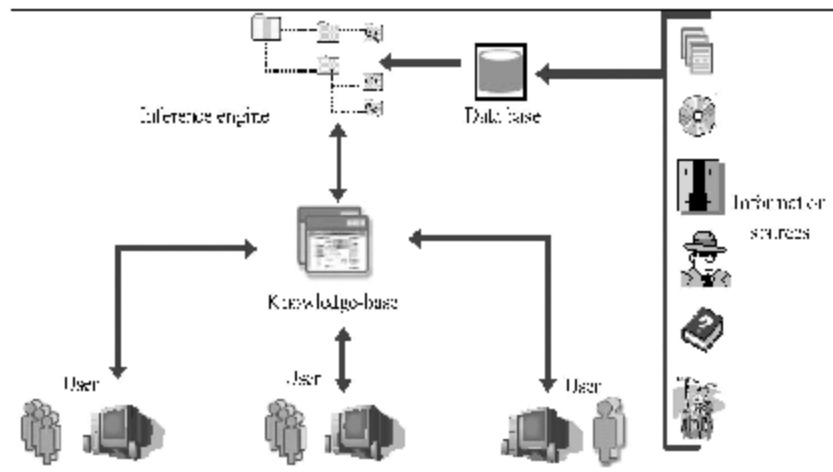 Inference engine
Data base
Information
sources
Knowledge-base
User
User
User
?